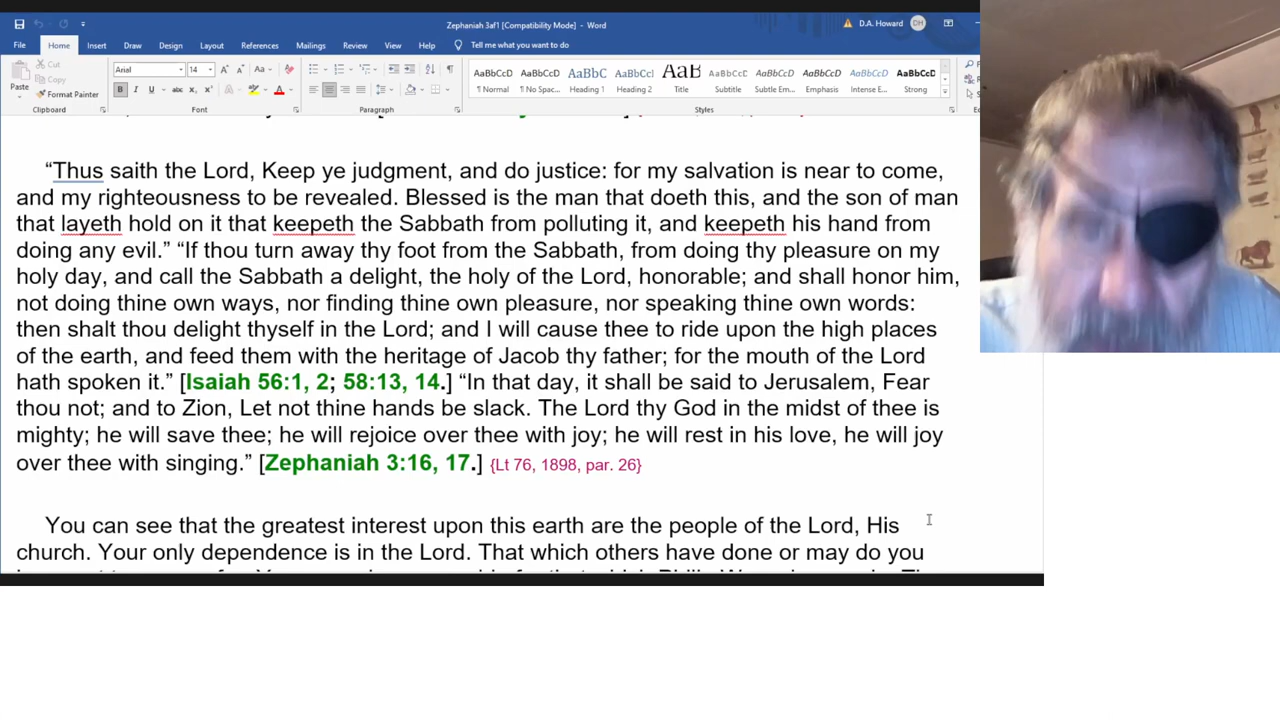 Zephaniah 3af1 [Compatibility Mode] - Word
D.A. Howard DH
File Home Insert Draw Design Layout References Mailings Review View Help Tell me what you want to do
Paste Cut Copy Format Painter
Arial 14
B I U abc x₂ x² A
AaBbCcD AaBbCcD AaBbC AaBbCcI AaB AaBbCcD AaBbCcD AaBbCcD AaBbCcD AaBbCcD
¶ Normal ¶ No Spac... Heading 1 Heading 2 Title Subtitle Subtle Em... Emphasis Intense E... Strong
Clipboard Font Paragraph Styles
“Thus saith the Lord, Keep ye judgment, and do justice: for my salvation is near to come,
and my righteousness to be revealed. Blessed is the man that doeth this, and the son of man
that layeth hold on it that keepeth the Sabbath from polluting it, and keepeth his hand from
doing any evil.” “If thou turn away thy foot from the Sabbath, from doing thy pleasure on my
holy day, and call the Sabbath a delight, the holy of the Lord, honorable; and shall honor him,
not doing thine own ways, nor finding thine own pleasure, nor speaking thine own words:
then shalt thou delight thyself in the Lord; and I will cause thee to ride upon the high places
of the earth, and feed them with the heritage of Jacob thy father; for the mouth of the Lord
hath spoken it.” [Isaiah 56:1, 2; 58:13, 14.] “In that day, it shall be said to Jerusalem, Fear
thou not; and to Zion, Let not thine hands be slack. The Lord thy God in the midst of thee is
mighty; he will save thee; he will rejoice over thee with joy; he will rest in his love, he will joy
over thee with singing.” [Zephaniah 3:16, 17.] {Lt 76, 1898, par. 26}
You can see that the greatest interest upon this earth are the people of the Lord, His
church. Your only dependence is in the Lord. That which others have done or may do you